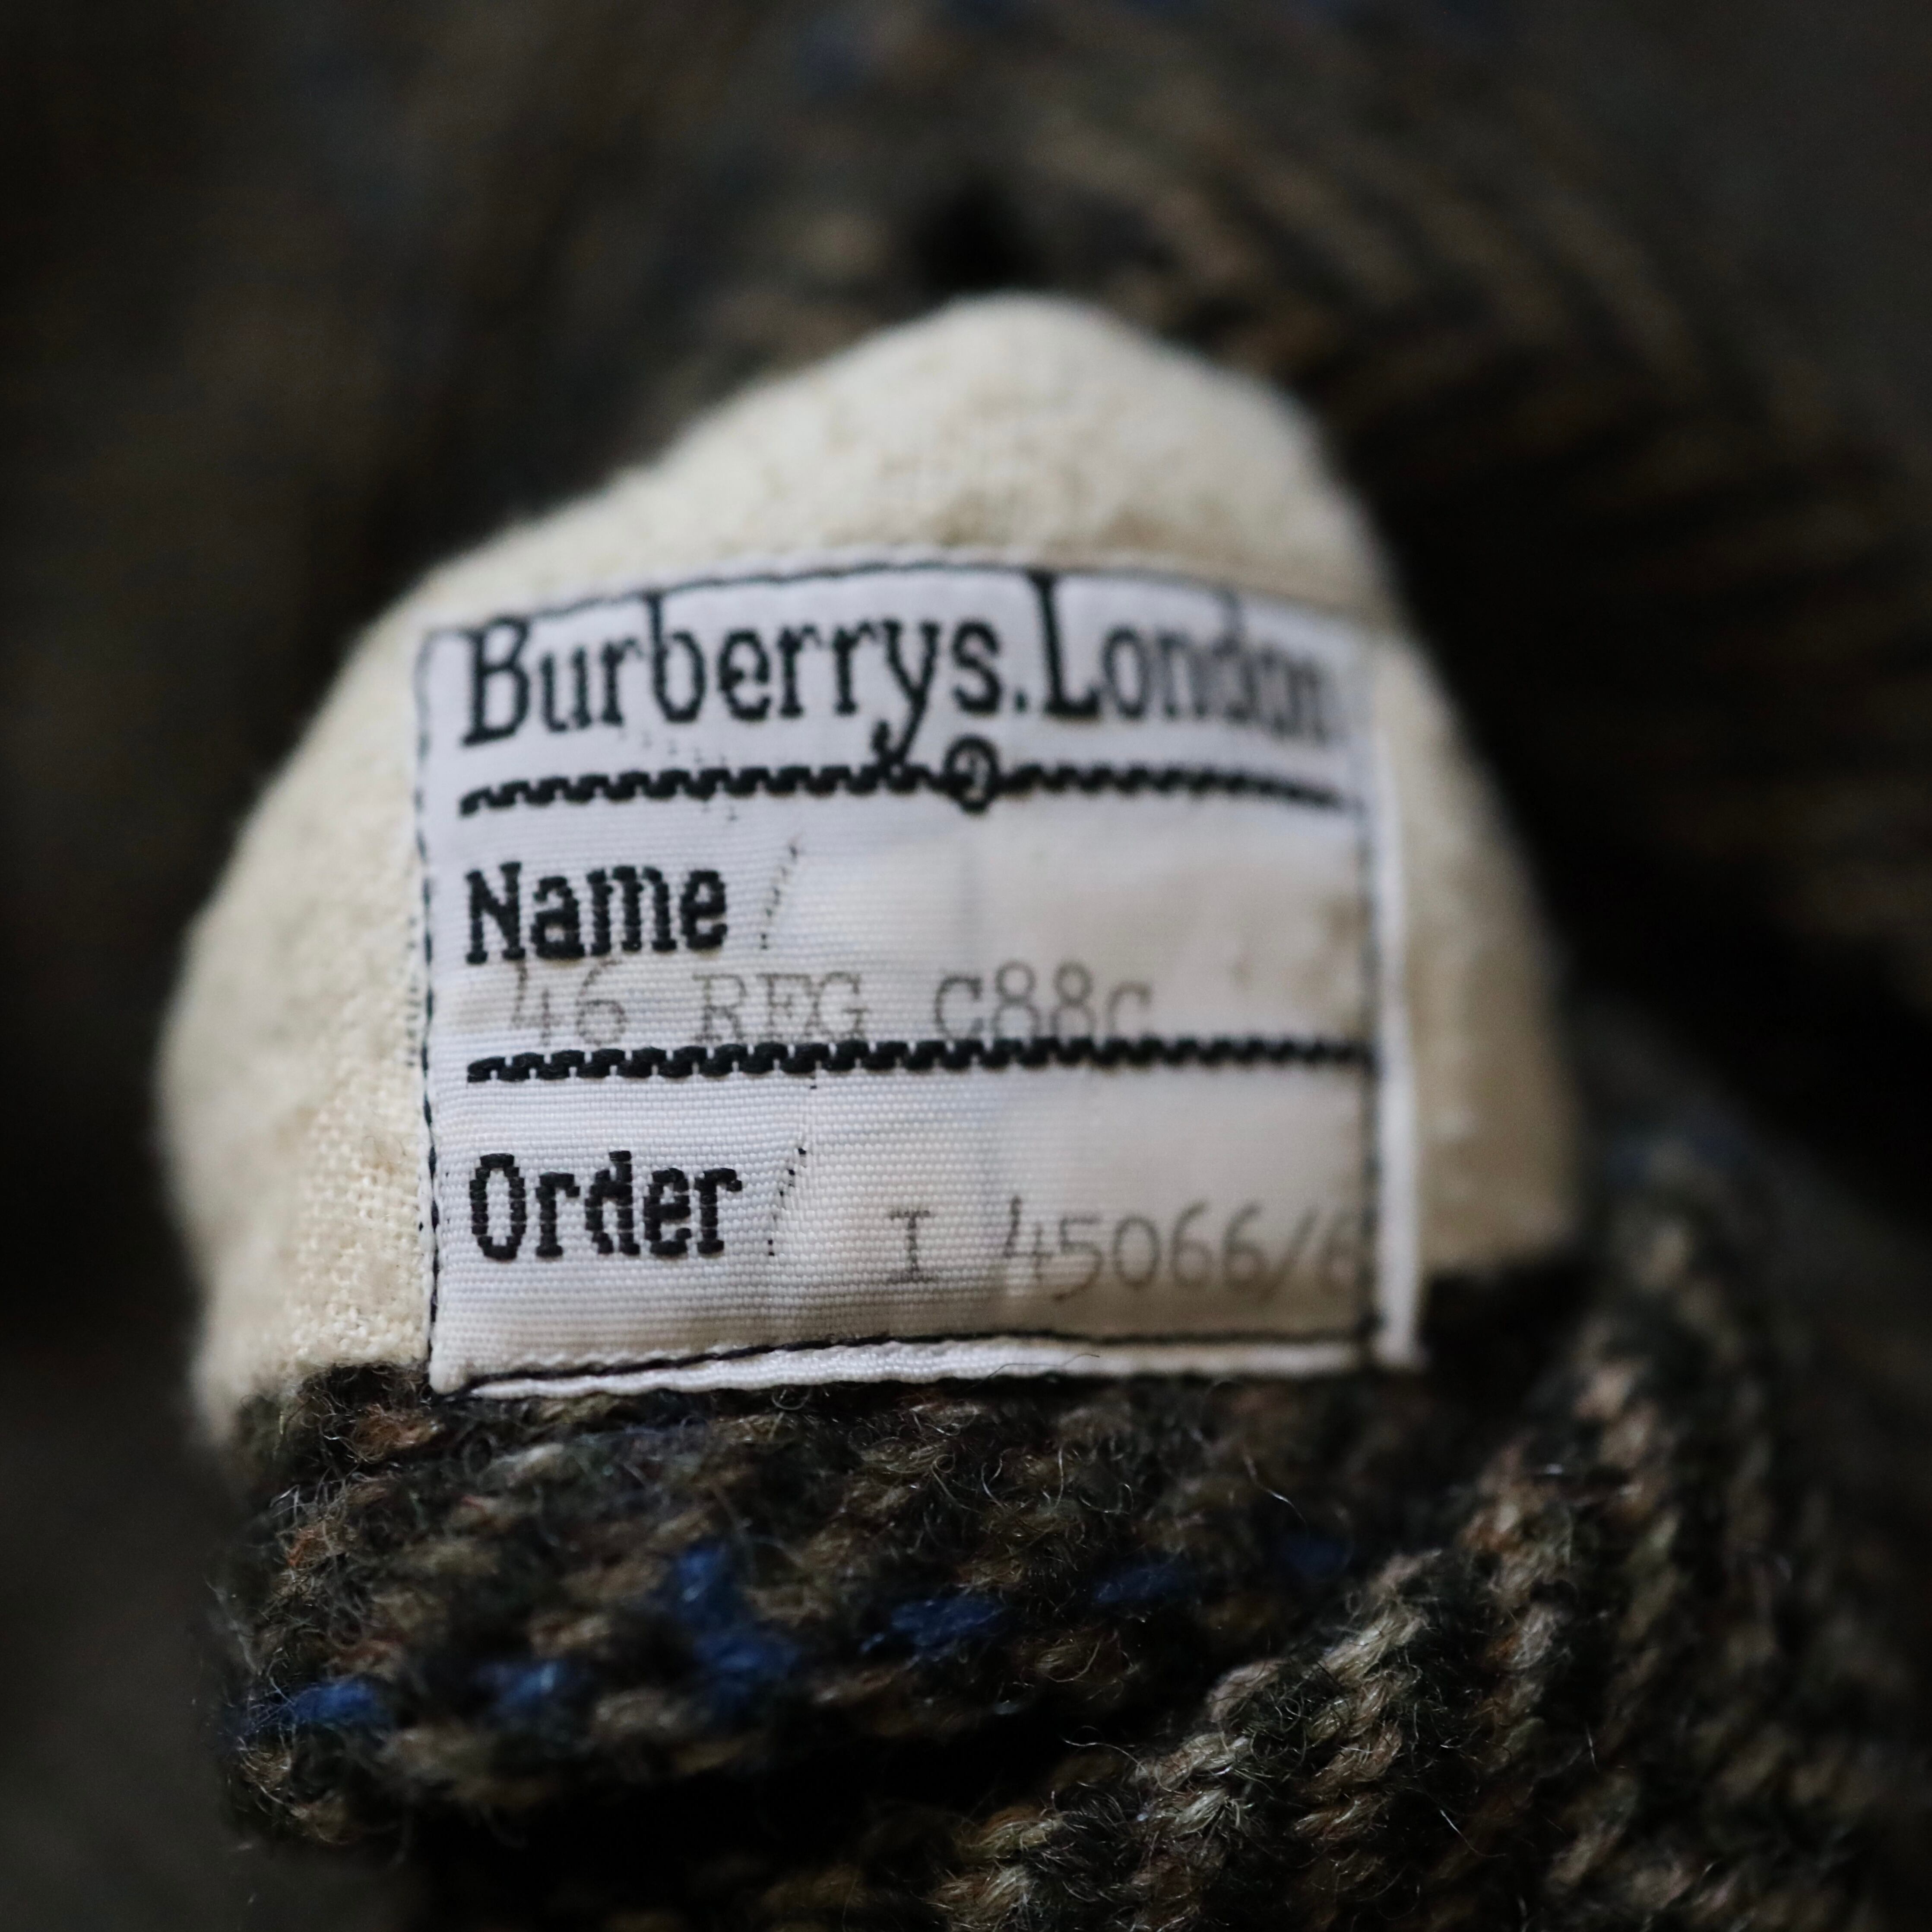 Burberrys.London
Name
46 REG C88C
Order
I 45066/6